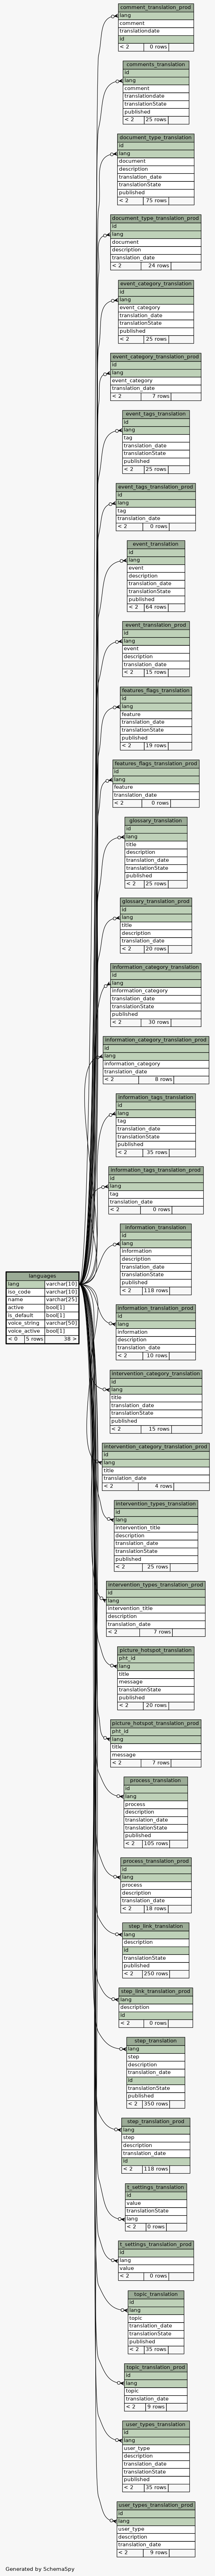 comment_translation_prod
lang
comment
translationdate
id
< 2 0 rows
comments_translation
id
lang
comment
translationdate
translationState
published
< 2 25 rows
document_type_translation
id
lang
document
description
translation_date
translationState
published
< 2 75 rows
document_type_translation_prod
id
lang
document
description
translation_date
< 2 24 rows
event_category_translation
id
lang
event_category
translation_date
translationState
published
< 2 25 rows
event_category_translation_prod
id
lang
event_category
translation_date
< 2 7 rows
event_tags_translation
id
lang
tag
translation_date
translationState
published
< 2 25 rows
event_tags_translation_prod
id
lang
tag
translation_date
< 2 0 rows
event_translation
id
lang
event
description
translation_date
translationState
published
< 2 64 rows
event_translation_prod
id
lang
event
description
translation_date
< 2 15 rows
features_flags_translation
id
lang
feature
translation_date
translationState
published
< 2 19 rows
features_flags_translation_prod
id
lang
feature
translation_date
< 2 0 rows
glossary_translation
id
lang
title
description
translation_date
translationState
published
< 2 25 rows
glossary_translation_prod
id
lang
title
description
translation_date
< 2 20 rows
information_category_translation
id
lang
information_category
translation_date
translationState
published
< 2 30 rows
information_category_translation_prod
id
lang
information_category
translation_date
< 2 8 rows
information_tags_translation
id
lang
tag
translation_date
translationState
published
< 2 35 rows
information_tags_translation_prod
id
lang
tag
translation_date
< 2 0 rows
information_translation
id
lang
information
description
translation_date
translationState
published
< 2 118 rows
languages
lang varchar[10]
iso_code varchar[10]
name varchar[25]
active bool[1]
is_default bool[1]
voice_string varchar[50]
voice_active bool[1]
< 0 5 rows 38 >
information_translation_prod
id
lang
information
description
translation_date
< 2 10 rows
intervention_category_translation
id
lang
title
translation_date
translationState
published
< 2 15 rows
intervention_category_translation_prod
id
lang
title
translation_date
< 2 4 rows
intervention_types_translation
id
lang
intervention_title
description
translation_date
translationState
published
< 2 25 rows
intervention_types_translation_prod
id
lang
intervention_title
description
translation_date
< 2 7 rows
picture_hotspot_translation
pht_id
lang
title
message
translationState
published
< 2 20 rows
picture_hotspot_translation_prod
pht_id
lang
title
message
< 2 7 rows
process_translation
id
lang
process
description
translation_date
translationState
published
< 2 105 rows
process_translation_prod
id
lang
process
description
translation_date
< 2 18 rows
step_link_translation
lang
description
id
translationState
published
< 2 250 rows
step_link_translation_prod
lang
description
id
< 2 0 rows
step_translation
lang
step
description
translation_date
id
translationState
published
< 2 350 rows
step_translation_prod
lang
step
description
translation_date
id
< 2 118 rows
t_settings_translation
id
value
translationState
lang
< 2 0 rows
t_settings_translation_prod
id
lang
value
< 2 0 rows
topic_translation
id
lang
topic
translation_date
translationState
published
< 2 35 rows
topic_translation_prod
id
lang
topic
translation_date
< 2 9 rows
user_types_translation
id
lang
user_type
description
translation_date
translationState
published
< 2 35 rows
user_types_translation_prod
id
lang
user_type
description
translation_date
< 2 9 rows
Generated by SchemaSpy